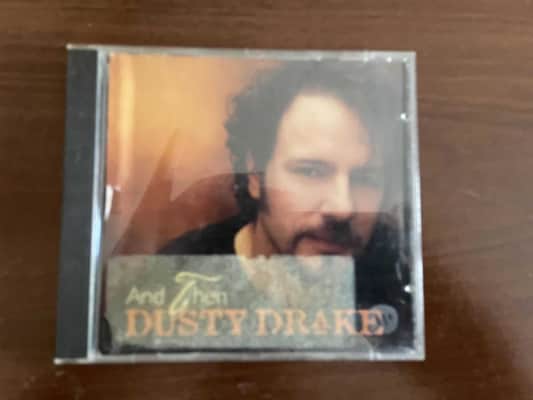 And Then
DUSTY DRAKE